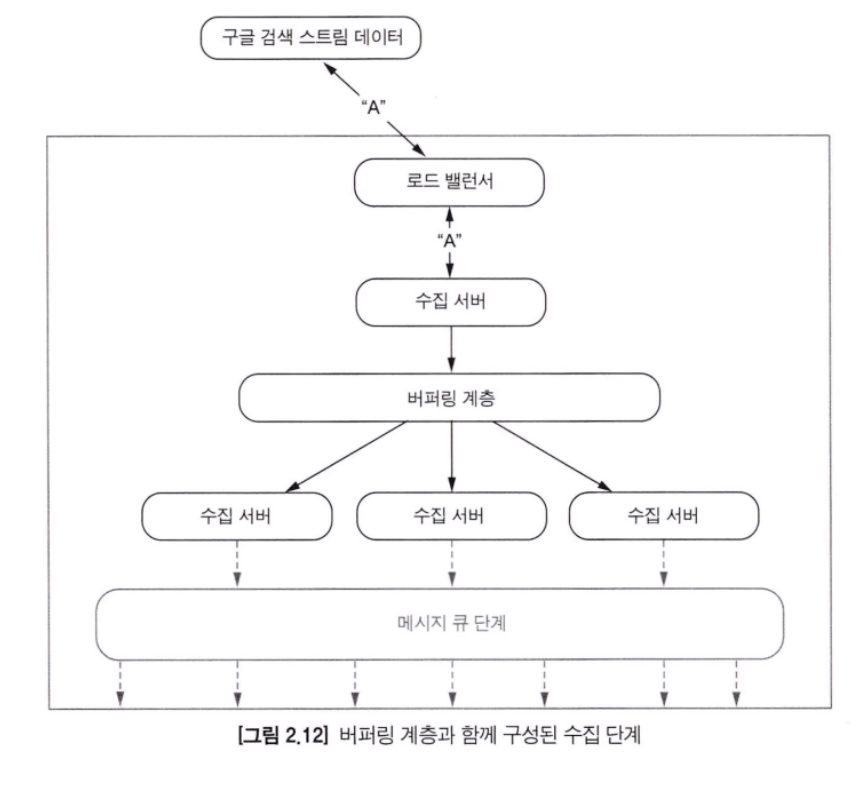 구글 검색 스트림 데이터
“A”
로드 밸런서
“A”
수집 서버
버퍼링 계층
수집 서버 수집 서버 수집 서버
메시지 큐 단계
[그림 2.12] 버퍼링 계층과 함께 구성된 수집 단계